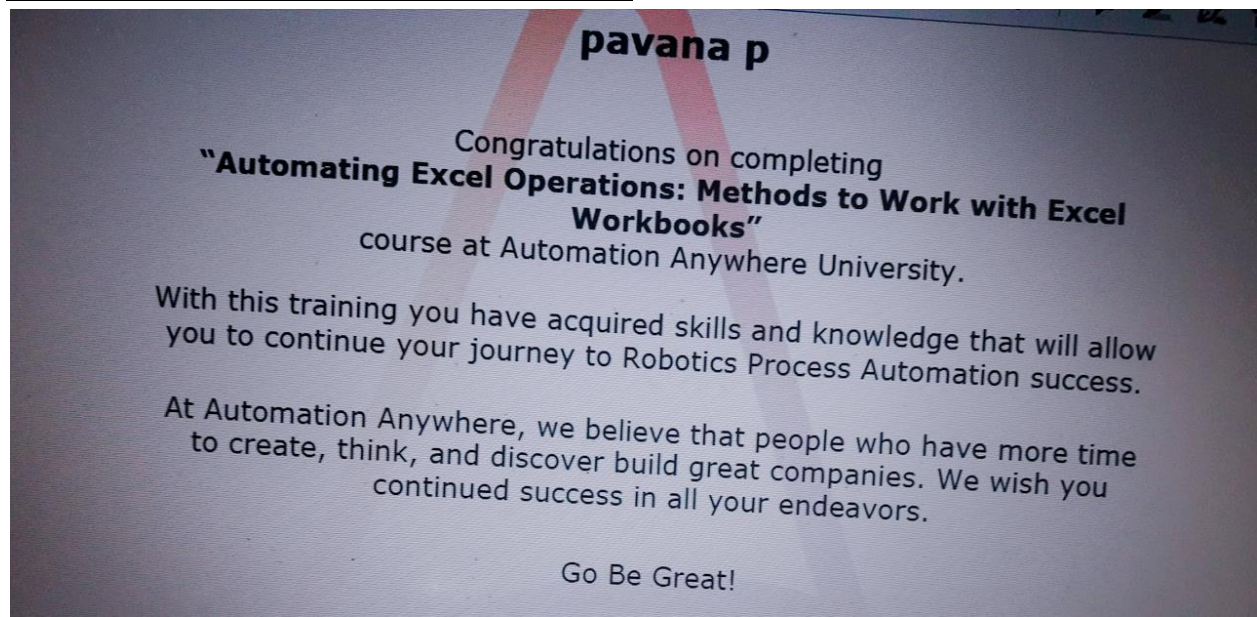 pavana p
Congratulations on completing
“Automating Excel Operations: Methods to Work with Excel
Workbooks”
course at Automation Anywhere University.
With this training you have acquired skills and knowledge that will allow
you to continue your journey to Robotics Process Automation success.
At Automation Anywhere, we believe that people who have more time
to create, think, and discover build great companies. We wish you
continued success in all your endeavors.
Go Be Great!